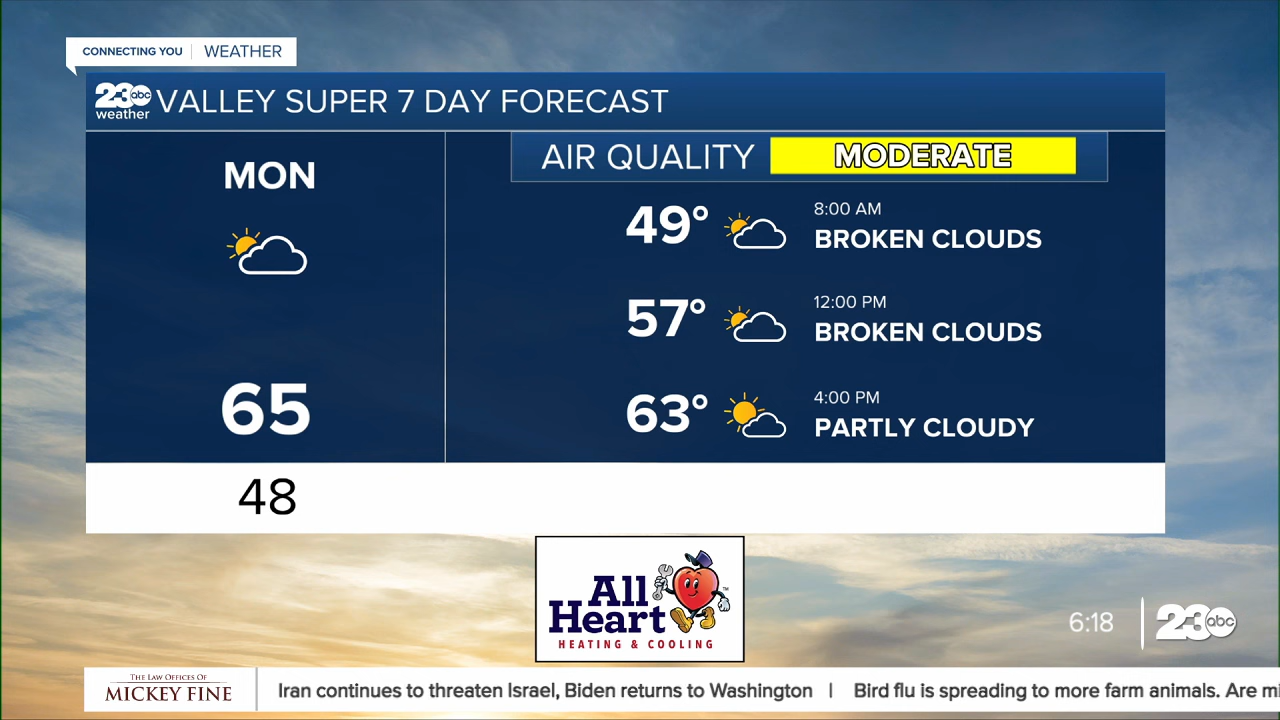 CONNECTING YOU | WEATHER
23 abc
weather
VALLEY SUPER 7 DAY FORECAST
MON
65
48
AIR QUALITY MODERATE
49° 8:00 AM
BROKEN CLOUDS
57° 12:00 PM
BROKEN CLOUDS
63° 4:00 PM
PARTLY CLOUDY
All
Heart
HEATING & COOLING
TM
6:18 | 23 abc
THE LAW OFFICES OF
MICKEY FINE
Iran continues to threaten Israel, Biden returns to Washington | Bird flu is spreading to more farm animals. Are mi